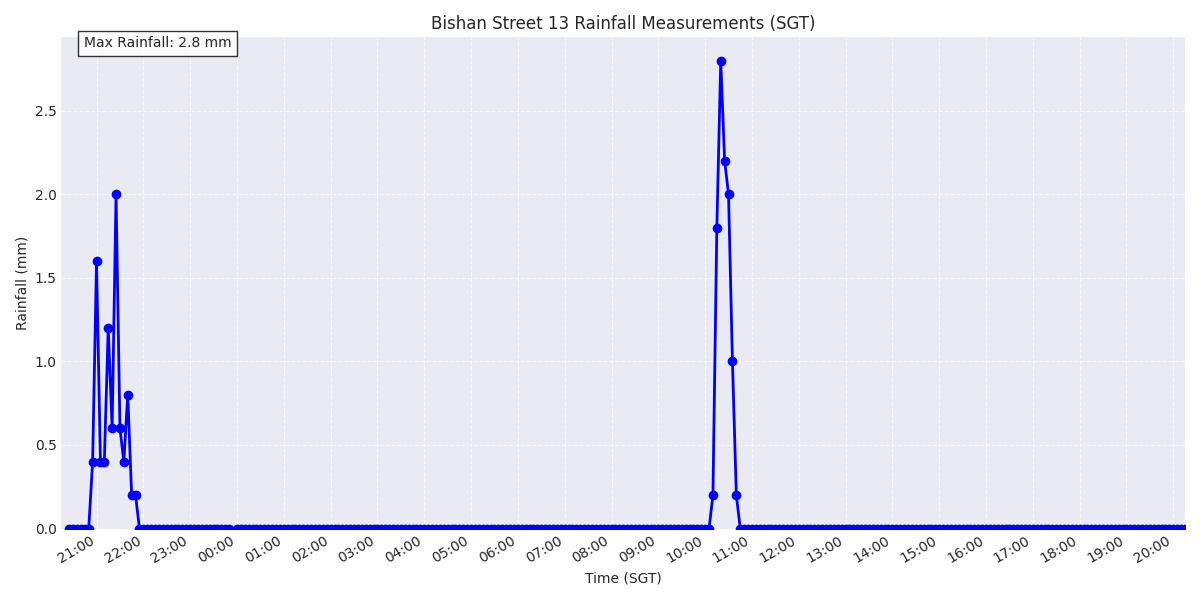 Bishan Street 13 Rainfall Measurements (SGT)
Max Rainfall: 2.8 mm
Rainfall (mm)
2.5
2.0
1.5
1.0
0.5
0.0
21:00 22:00 23:00 00:00 01:00 02:00 03:00 04:00 05:00 06:00 07:00 08:00 09:00 10:00 11:00 12:00 13:00 14:00 15:00 16:00 17:00 18:00 19:00 20:00
Time (SGT)